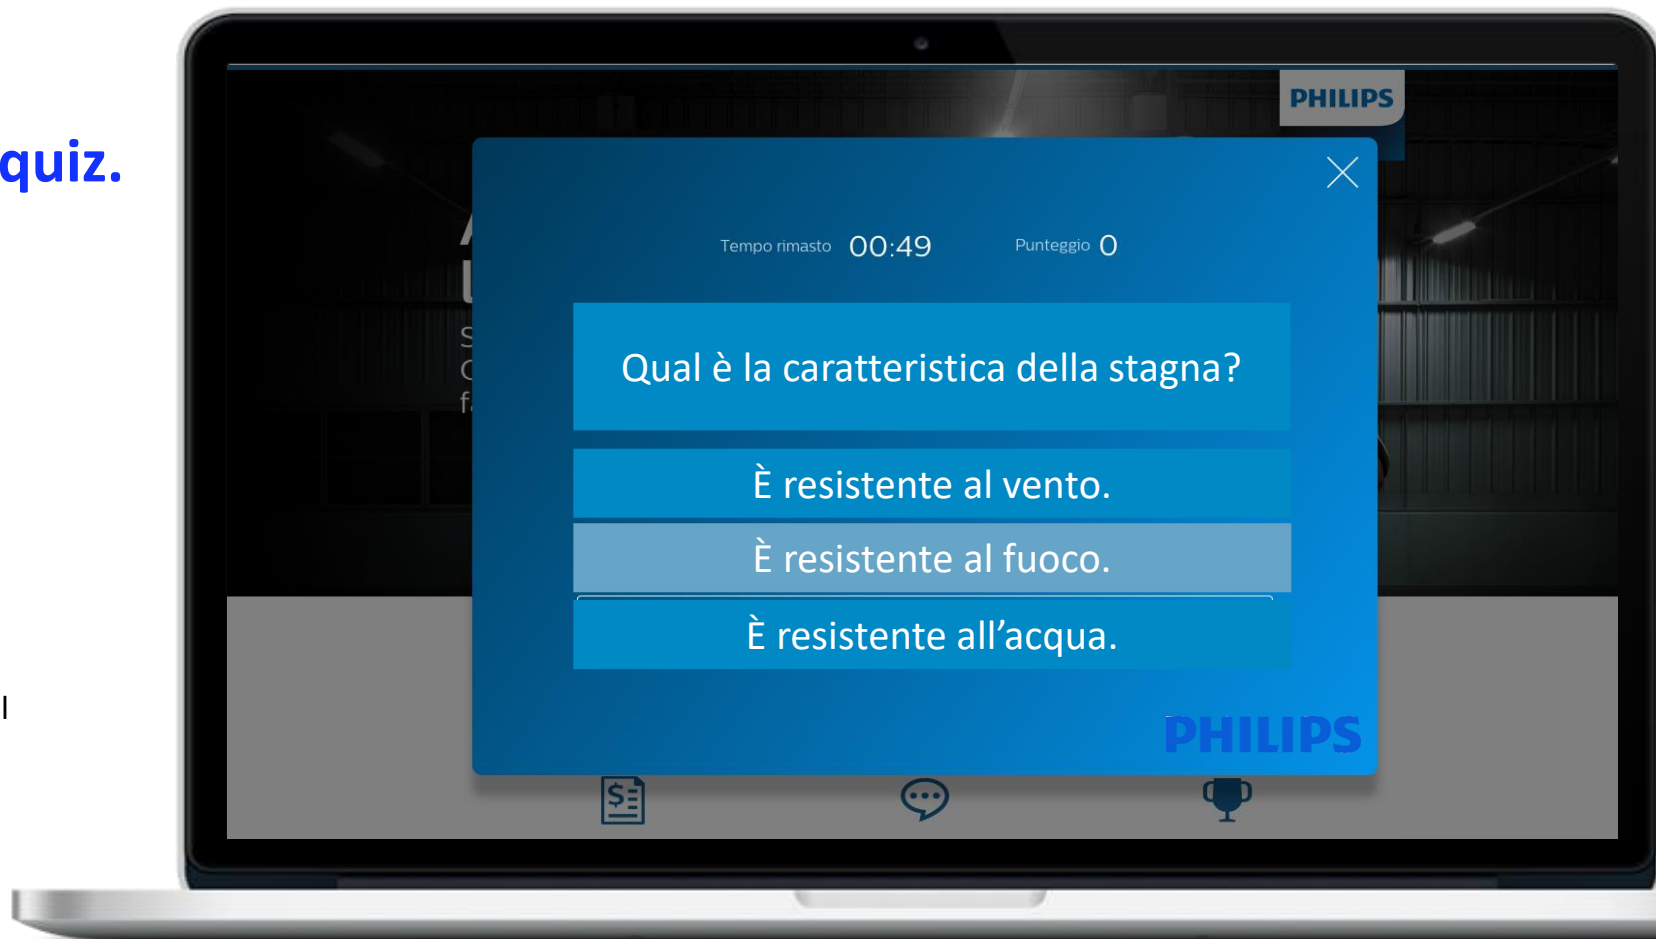 quiz.
PHILIPS
Tempo rimasto 00:49 Punteggio 0
Qual è la caratteristica della stagna?
È resistente al vento.
È resistente al fuoco.
È resistente all’acqua.
PHILIPS